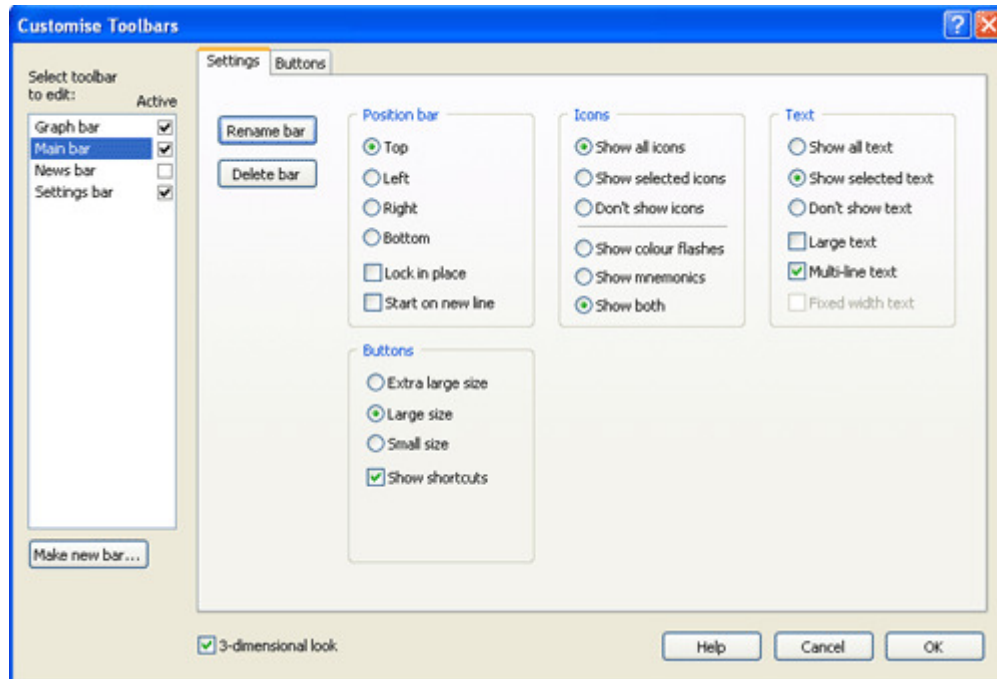 Customise Toolbars
Select toolbar
to edit:
Active
Graph bar
Main bar
News bar
Settings bar
Make new bar...
Settings
Buttons
Rename bar
Delete bar
Position bar
Top
Left
Right
Bottom
Lock in place
Start on new line
Icons
Show all icons
Show selected icons
Don't show icons
Show colour flashes
Show mnemonics
Show both
Text
Show all text
Show selected text
Don't show text
Large text
Multi-line text
Fixed width text
Buttons
Extra large size
Large size
Small size
Show shortcuts
3-dimensional look
Help
Cancel
OK